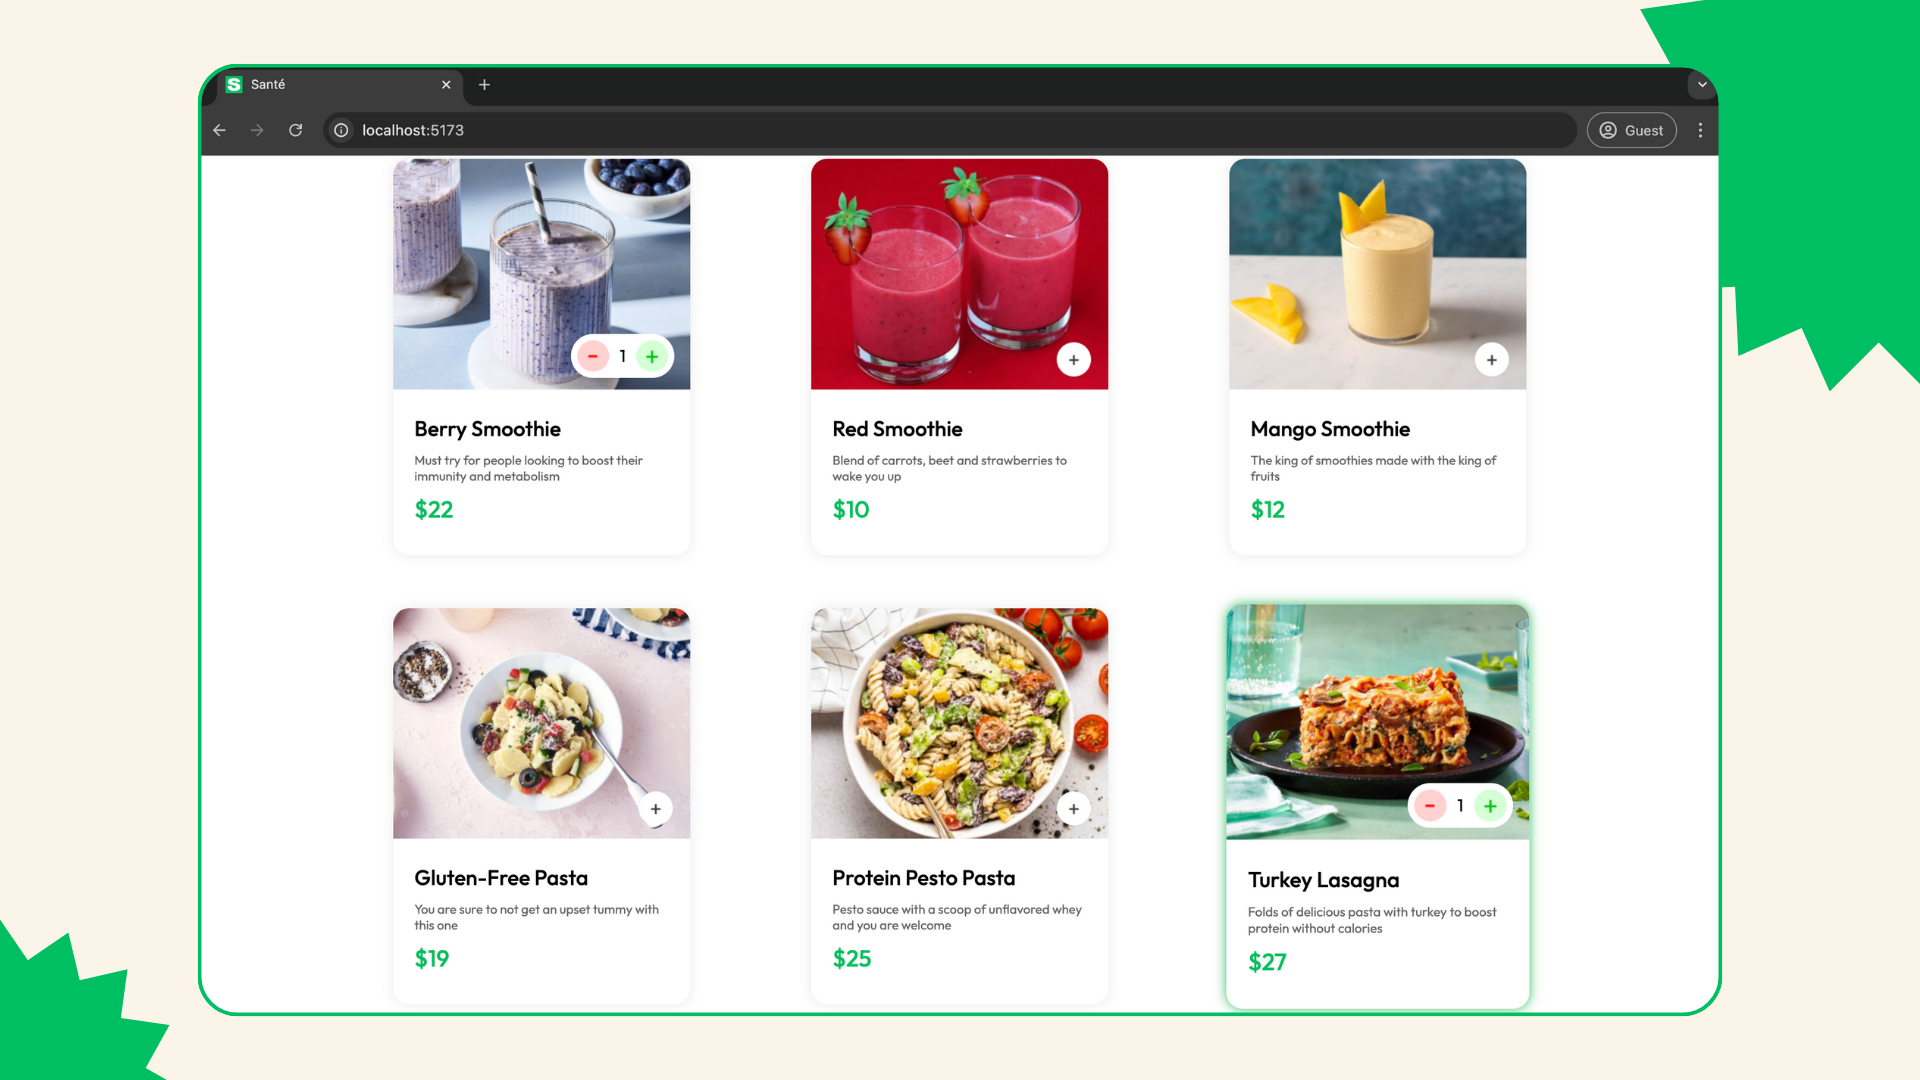 S Santé
localhost:5173
Guest
1
Berry Smoothie
Must try for people looking to boost their
immunity and metabolism
$22
Red Smoothie
Blend of carrots, beet and strawberries to
wake you up
$10
Mango Smoothie
The king of smoothies made with the king of
fruits
$12
Gluten-Free Pasta
You are sure to not get an upset tummy with
this one
$19
Protein Pesto Pasta
Pesto sauce with a scoop of unflavored whey
and you are welcome
$25
1
Turkey Lasagna
Folds of delicious pasta with turkey to boost
protein without calories
$27